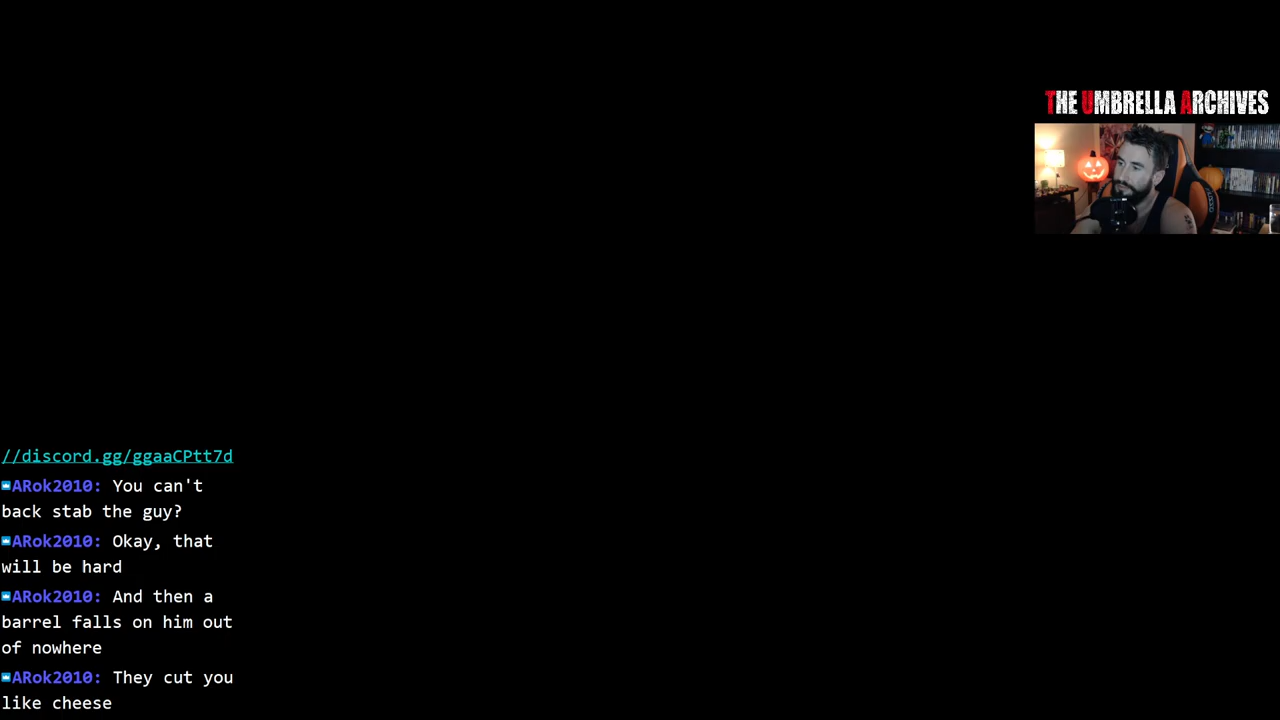 THE UMBRELLA ARCHIVES
//discord.gg/ggaaCPtt7d
ARok2010: You can't
back stab the guy?
ARok2010: Okay, that
will be hard
ARok2010: And then a
barrel falls on him out
of nowhere
ARok2010: They cut you
like cheese